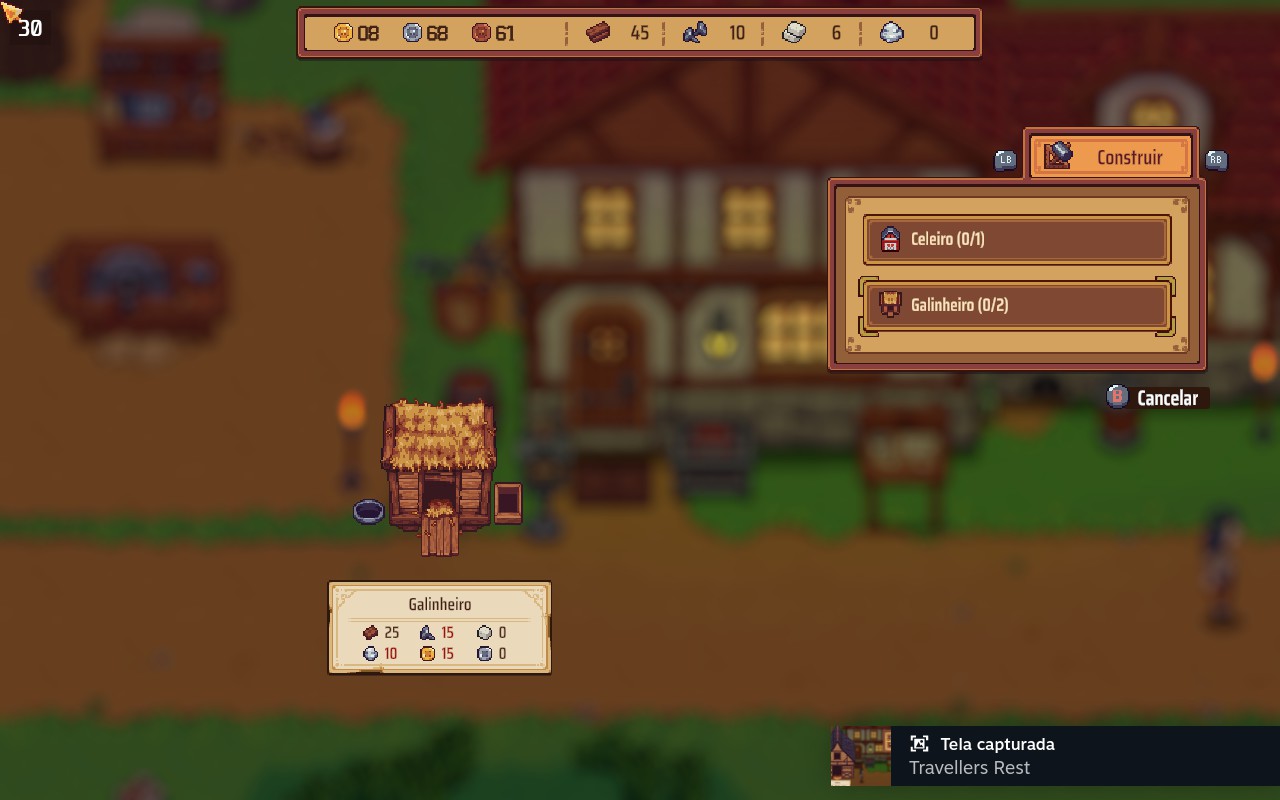 30
08 68 61 45 10 6 0
LB Construir RB
Celeiro (0/1)
Galinheiro (0/2)
B Cancelar
Galinheiro
25 15 0
10 15 0
Tela capturada
Travellers Rest